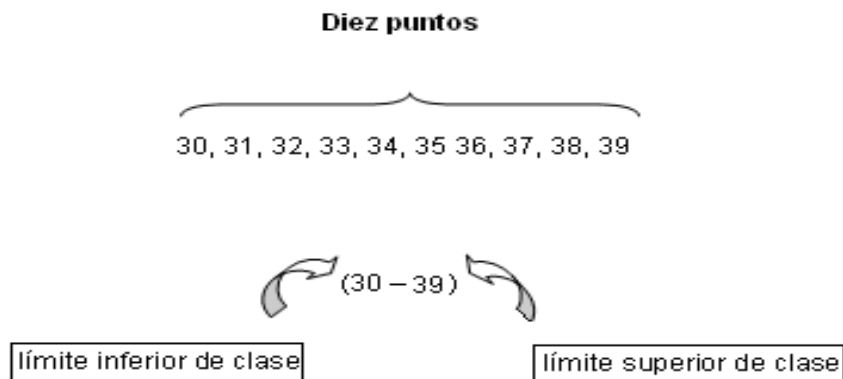 Diez puntos
30, 31, 32, 33, 34, 35 36, 37, 38, 39
(30 – 39)
límite inferior de clase
límite superior de clase